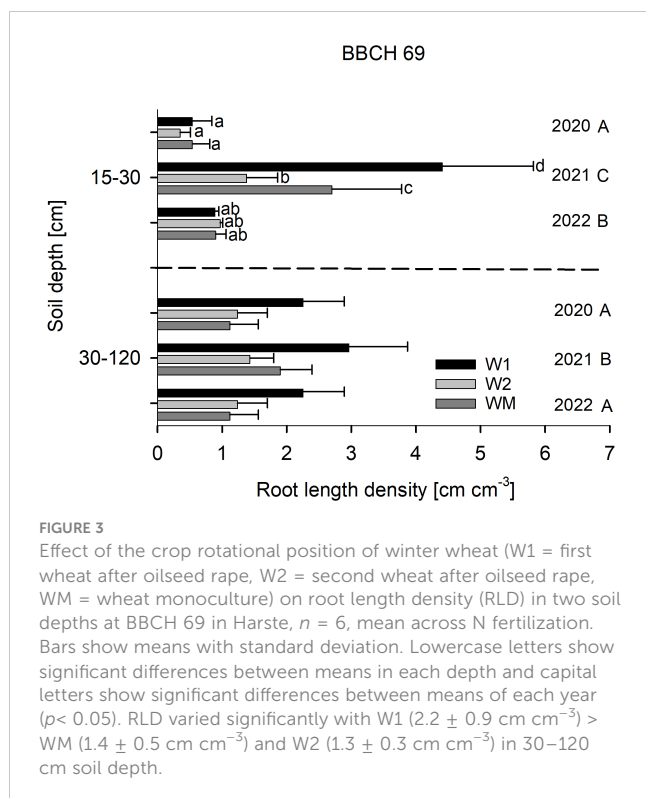 BBCH 69
a
a
a
2020 A
d
15-30
b
2021 C
c
ab
ab
2022 B
ab
Soil depth [cm]
2020 A
30-120
2021 B
W1
W2
WM
2022 A
0 1 2 3 4 5 6 7
Root length density [cm cm-3]
FIGURE 3
Effect of the crop rotational position of winter wheat (W1 = first
wheat after oilseed rape, W2 = second wheat after oilseed rape,
WM = wheat monoculture) on root length density (RLD) in two soil
depths at BBCH 69 in Harste, n = 6, mean across N fertilization.
Bars show means with standard deviation. Lowercase letters show
significant differences between means in each depth and capital
letters show significant differences between means of each year
(p< 0.05). RLD varied significantly with W1 (2.2 ± 0.9 cm cm−3) >
WM (1.4 ± 0.5 cm cm−3) and W2 (1.3 ± 0.3 cm cm−3) in 30–120
cm soil depth.